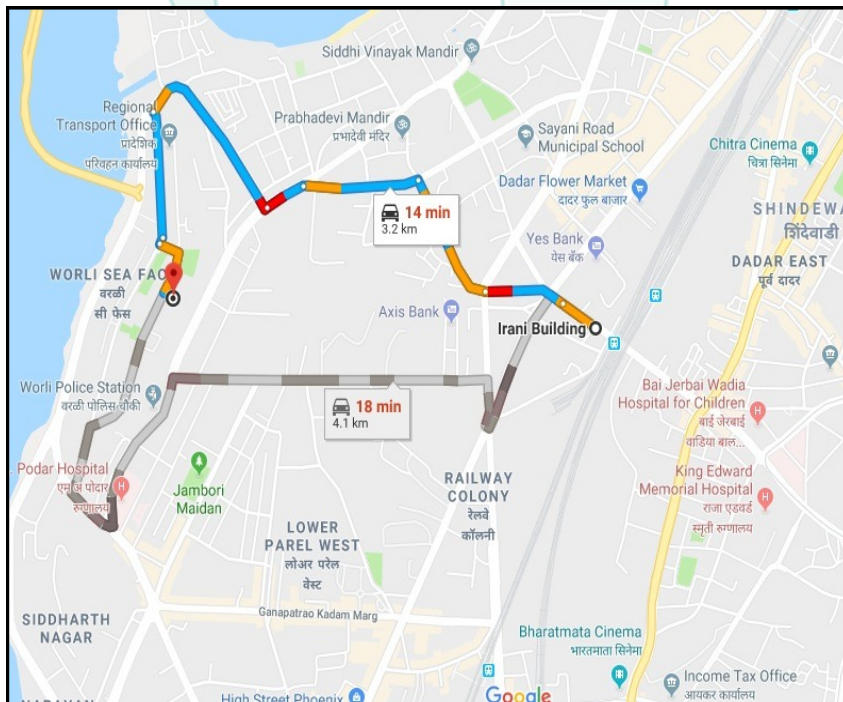 Siddhi Vinayak Mandir
Regional
Transport Office
प्रादेशिक
परिवहन कार्यालय
Prabhadevi Mandir
प्रभादेवी मंदिर
Sayani Road
Municipal School
Chitra Cinema
चित्रा सिनेमा
Dadar Flower Market
दादर फुल बाजार
SHINDEWA
शिंदेवाडी
14 min
3.2 km
Yes Bank
येस बँक
DADAR EAST
पूर्व दादर
WORLI SEA FAC
वरळी
सी फेस
Axis Bank
Irani Building
Worli Police Station
वरळी पोलिस चौकी
18 min
4.1 km
Bai Jerbai Wadia
Hospital for Children
बाई जेरबाई
वाडिया बाल...
Podar Hospital
एम अ पोदार
रुग्णालय
Jambori
Maidan
RAILWAY
COLONY
रेलवे
कॉलनी
King Edward
Memorial Hospital
राजा एडवर्ड
स्मृती रुग्णालय
LOWER
PAREL WEST
लोअर परेल
वेस्ट
Ganapatrao Kadam Marg
SIDDHARTH
NAGAR
Bharatmata Cinema
भारतमाता सिनेमा
Income Tax Office
आयकर कार्यालय
High Street Phoenix
Google
NARAYAN